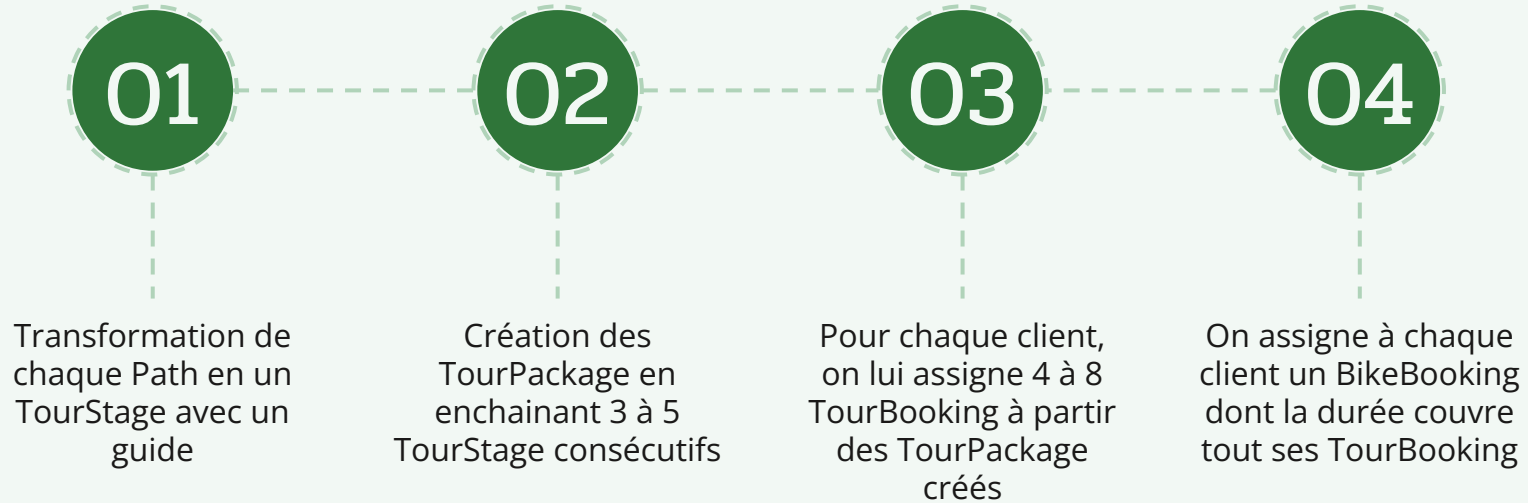 01
Transformation de
chaque Path en un
TourStage avec un
guide
02
Création des
TourPackage en
enchainant 3 à 5
TourStage consécutifs
03
Pour chaque client,
on lui assigne 4 à 8
TourBooking à partir
des TourPackage
créés
04
On assigne à chaque
client un BikeBooking
dont la durée couvre
tout ses TourBooking